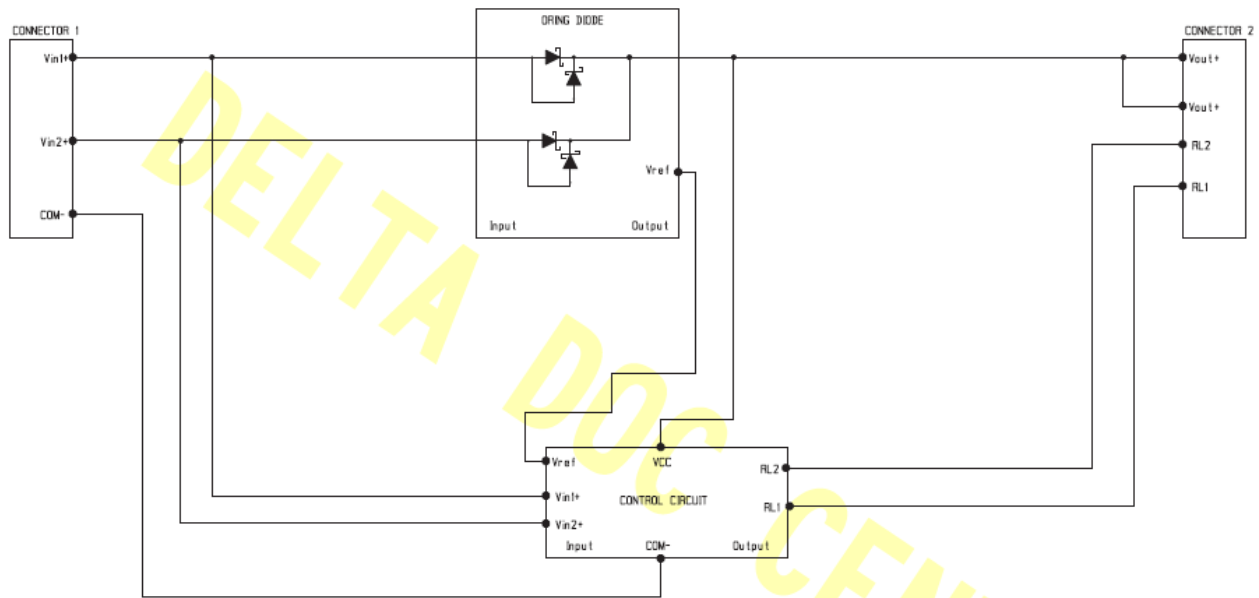 ORING DIODE
CONNECTOR 1
CONNECTOR 2
Vin1+
Vout+
Vout+
Vin2+
RL2
Vref
RL1
COM-
Input
Output
Vref
VCC
RL2
Vin1+
CONTROL CIRCUIT
RL1
Vin2+
Input
COM-
Output
DELTA DOC CEN